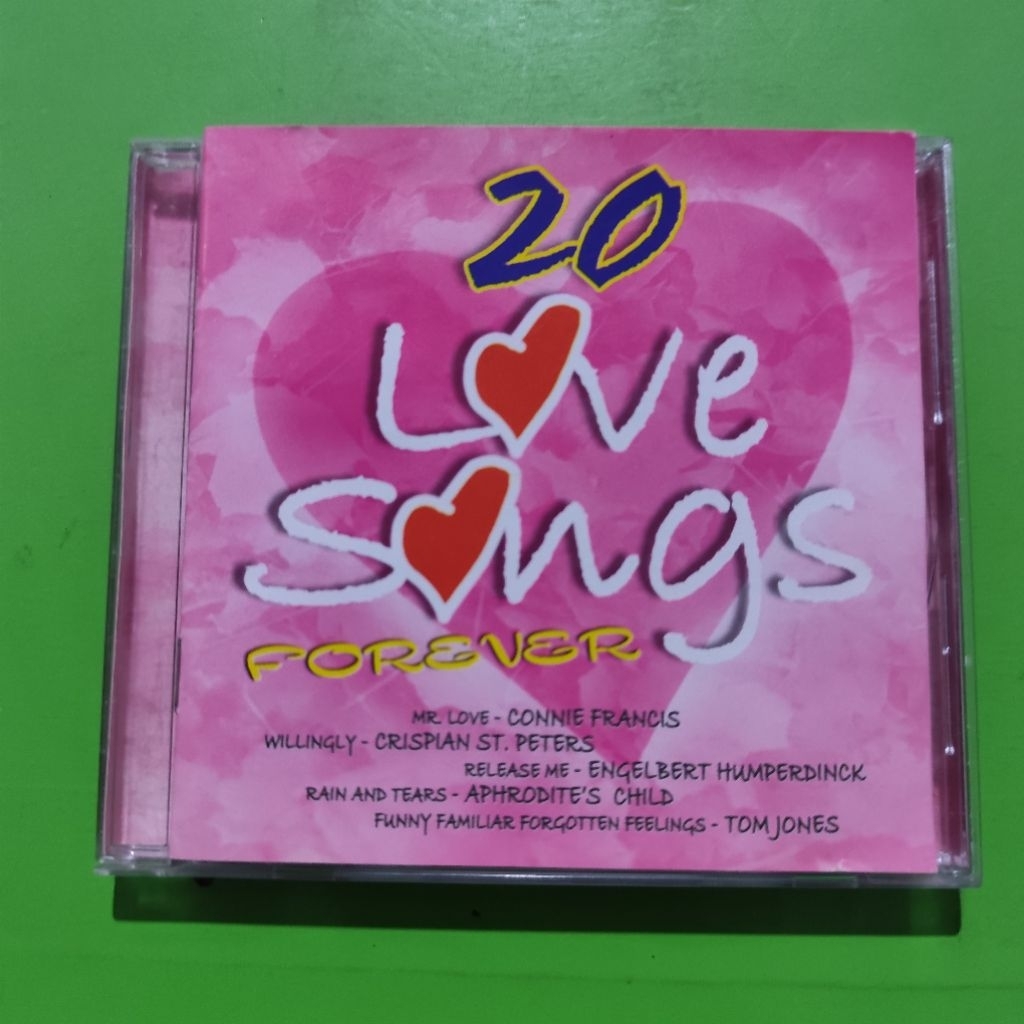 20
Love
Songs
FOREVER
MR. LOVE - CONNIE FRANCIS
WILLINGLY - CRISPIAN ST. PETERS
RELEASE ME - ENGELBERT HUMPERDINCK
RAIN AND TEARS - APHRODITE'S CHILD
FUNNY FAMILIAR FORGOTTEN FEELINGS - TOM JONES